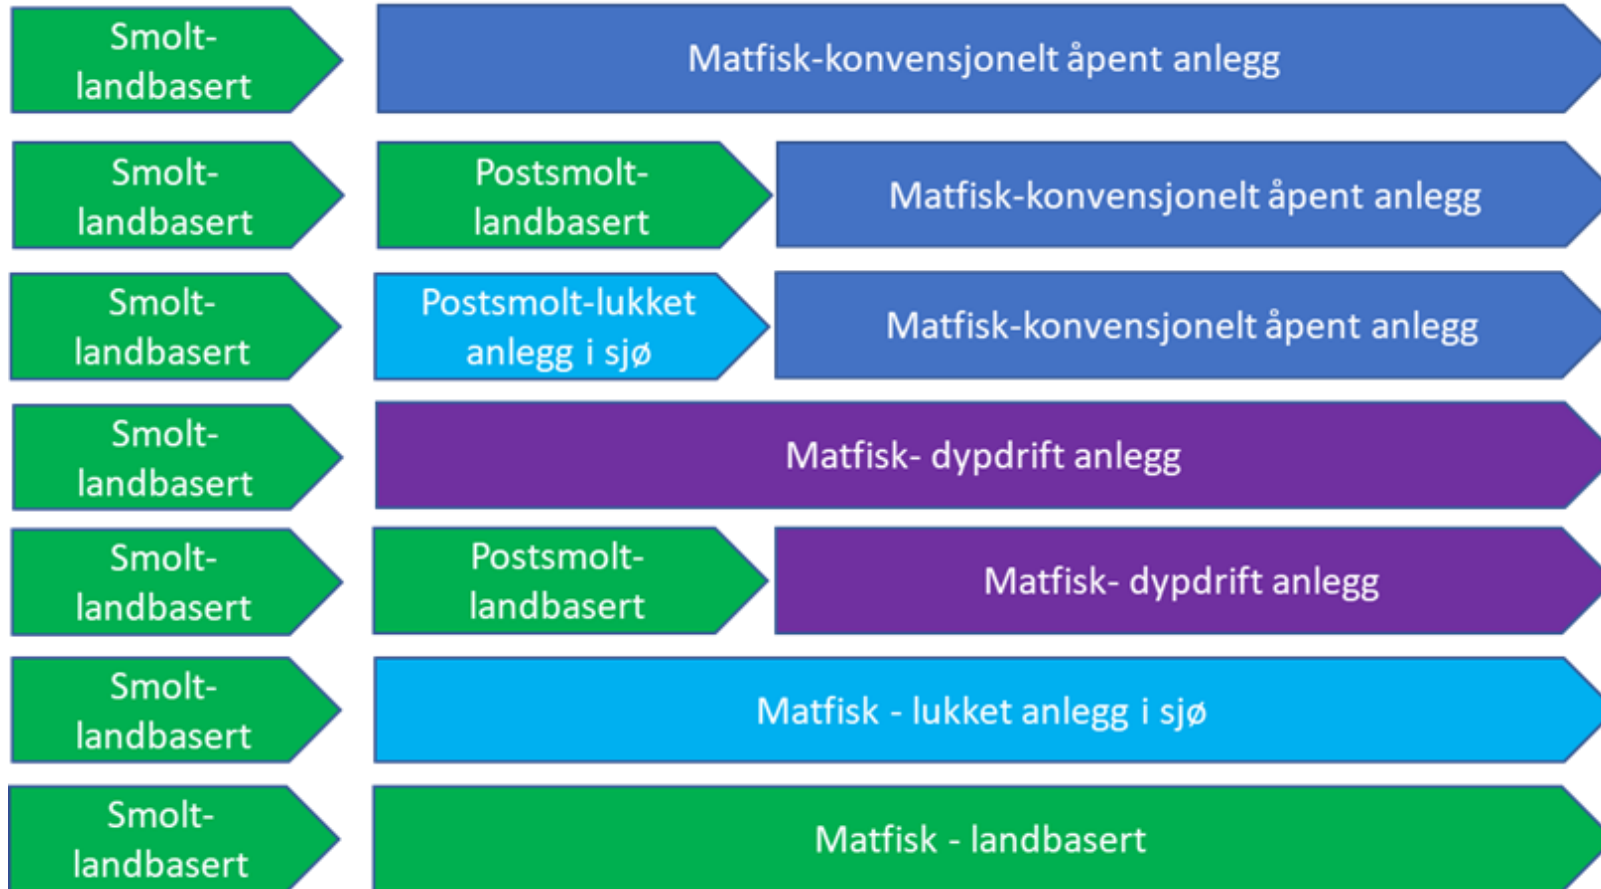 Smolt-
landbasert
Matfisk-konvensjonelt åpent anlegg
Smolt-
landbasert
Postsmolt-
landbasert
Matfisk-konvensjonelt åpent anlegg
Smolt-
landbasert
Postsmolt-lukket
anlegg i sjø
Matfisk-konvensjonelt åpent anlegg
Smolt-
landbasert
Matfisk- dypdrift anlegg
Smolt-
landbasert
Postsmolt-
landbasert
Matfisk- dypdrift anlegg
Smolt-
landbasert
Matfisk - lukket anlegg i sjø
Smolt-
landbasert
Matfisk - landbasert